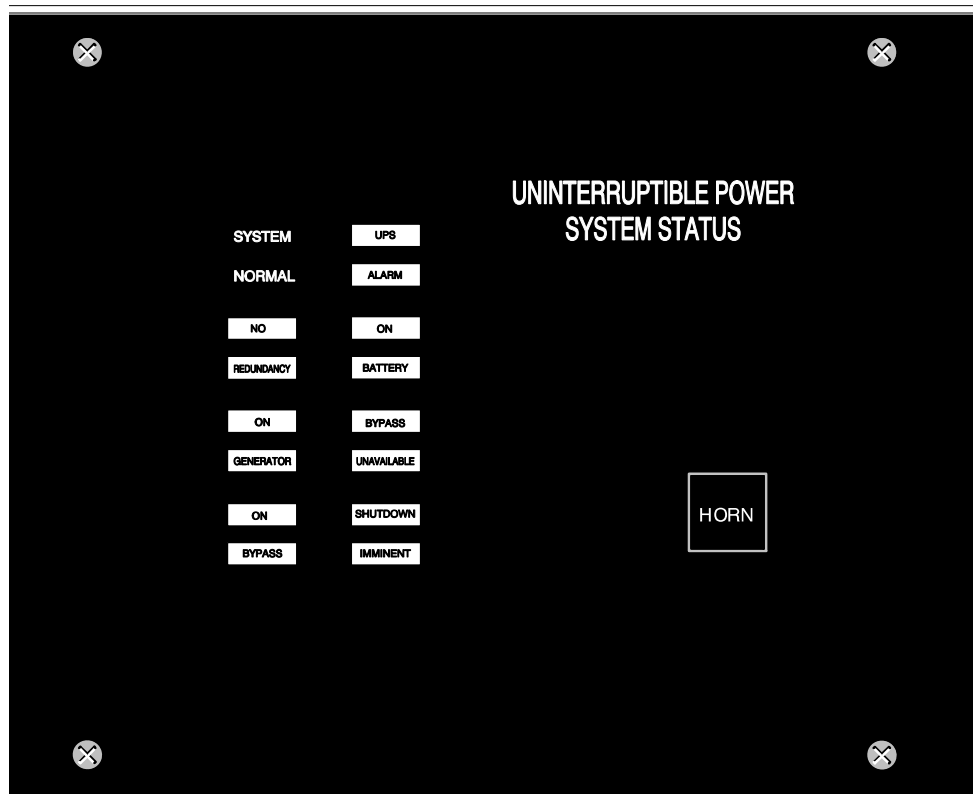 UNINTERRUPTIBLE POWER
SYSTEM STATUS
SYSTEM
NORMAL
UPS
ALARM
NO
REDUNDANCY
ON
BATTERY
ON
GENERATOR
BYPASS
UNAVAILABLE
ON
BYPASS
SHUTDOWN
IMMINENT
HORN